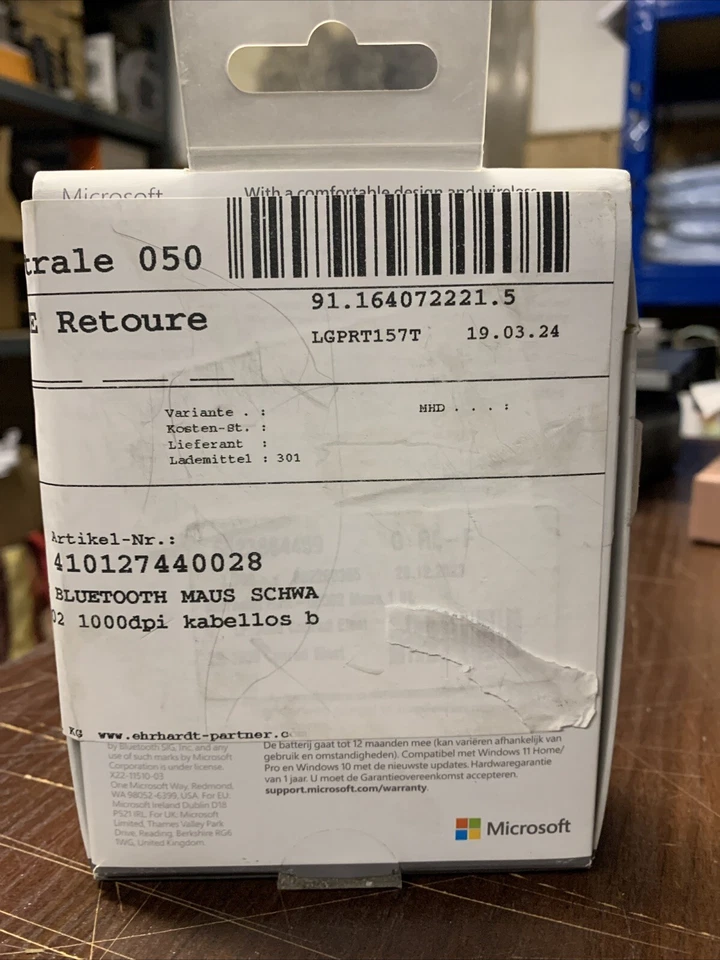 Microsoft
With a comfortable design and wireless
trale 050
91.164072221.5
E Retoure
LGPRT157T 19.03.24
Variante . :
MHD . . . :
Kosten-St. :
Lieferant :
Lademittel : 301
Artikel-Nr.:
410127440028
BLUETOOTH MAUS SCHWA
02 1000dpi kabellos b
KG www.ehrhardt-partner.c
by Bluetooth SIG, Inc. and any
use of such marks by Microsoft
Corporation is under license.
X22-11510-03
One Microsoft Way, Redmond,
WA 98052-6399, USA. For EU:
Microsoft Ireland Dublin D18
P521 IRL. For UK: Microsoft
Limited, Thames Valley Park
Drive, Reading, Berkshire RG6
1WG, United Kingdom.
De batterij gaat tot 12 maanden mee (kan variëren afhankelijk van
gebruik en omstandigheden). Compatibel met Windows 11 Home/
Pro en Windows 10 met de nieuwste updates. Hardwaregarantie
van 1 jaar. U moet de Garantieovereenkomst accepteren.
support.microsoft.com/warranty.
Microsoft